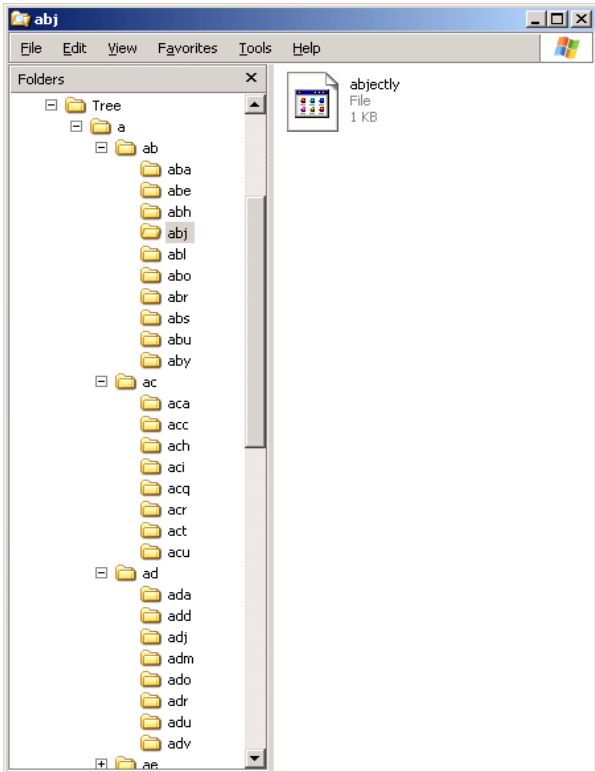 abj
File Edit View Favorites Tools Help
Folders
Tree
a
ab
aba
abe
abh
abj
abl
abo
abr
abs
abu
aby
ac
aca
acc
ach
aci
acq
acr
act
acu
ad
ada
add
adj
adm
ado
adr
adu
adv
ae
abjectly
File
1 KB